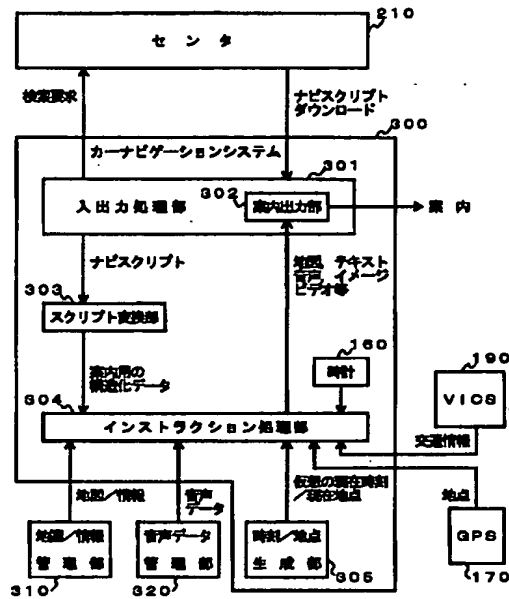 210
センタ
検索要求
ナビスクリプト
ダウンロード
300
カーナビゲーションシステム
301
入出力処理部
302
案内出力部
案内
ナビスクリプト
地図、テキスト
音声、イメージ
ビデオ等
303
スクリプト変換部
案内用の
構造化データ
160
時計
190
VICS
304
インストラクション処理部
交通情報
地図/情報
音声
データ
仮想の現在時刻
/現在地点
地点
地図/情報
管理部
310
音声データ
管理部
320
時刻/地点
生成部
305
GPS
170